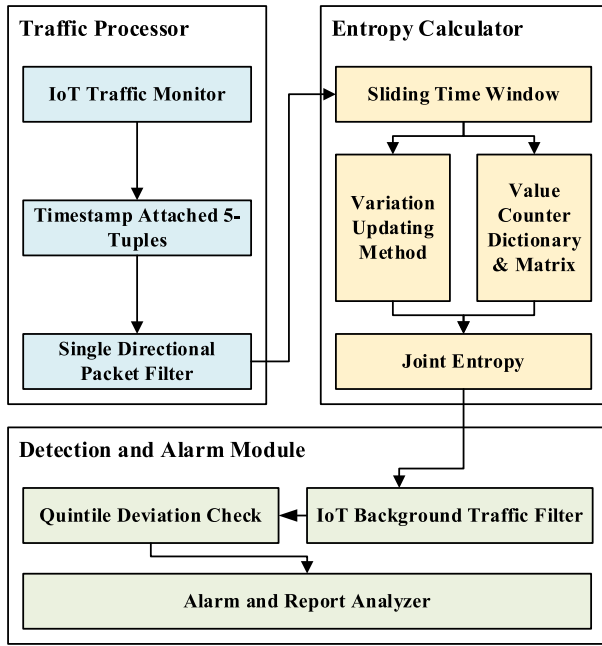 Traffic Processor
IoT Traffic Monitor
Timestamp Attached 5-
Tuples
Single Directional
Packet Filter
Entropy Calculator
Sliding Time Window
Variation
Updating
Method
Value
Counter
Dictionary
& Matrix
Joint Entropy
Detection and Alarm Module
Quintile Deviation Check
IoT Background Traffic Filter
Alarm and Report Analyzer